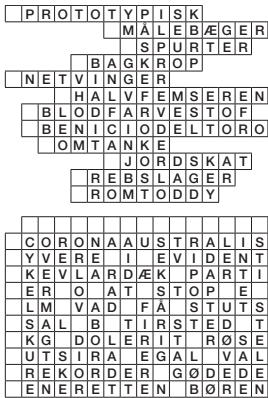 PROTOTYPISK
MÅLEBÆGER
SPURTER
BAGKROP
NETVINGER
HALVFEMSEREN
BLODFARVESTOF
BENICIODELTORO
OMTANKE
JORDSKAT
REBSLAGER
ROMTODDY
CORONAAUSTRALIS
YVERE I EVIDENT
KEVLARDÆK PARTI
ER O AT STOP E
LM VAD FÅ STUTS
SAL B TIRSTED T
KG DOLERIT RØSE
UTSIRA EGAL VAL
REKORDER GØDEDE
ENERETTEN BØREN